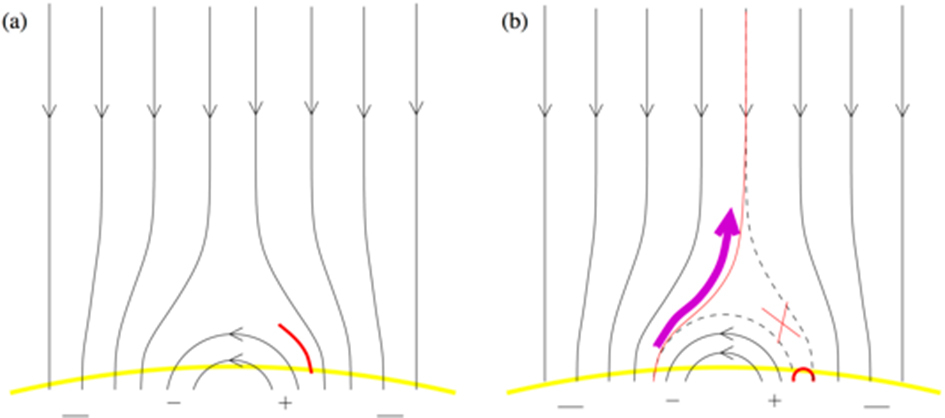 (a) (b)
— − + — — − + —